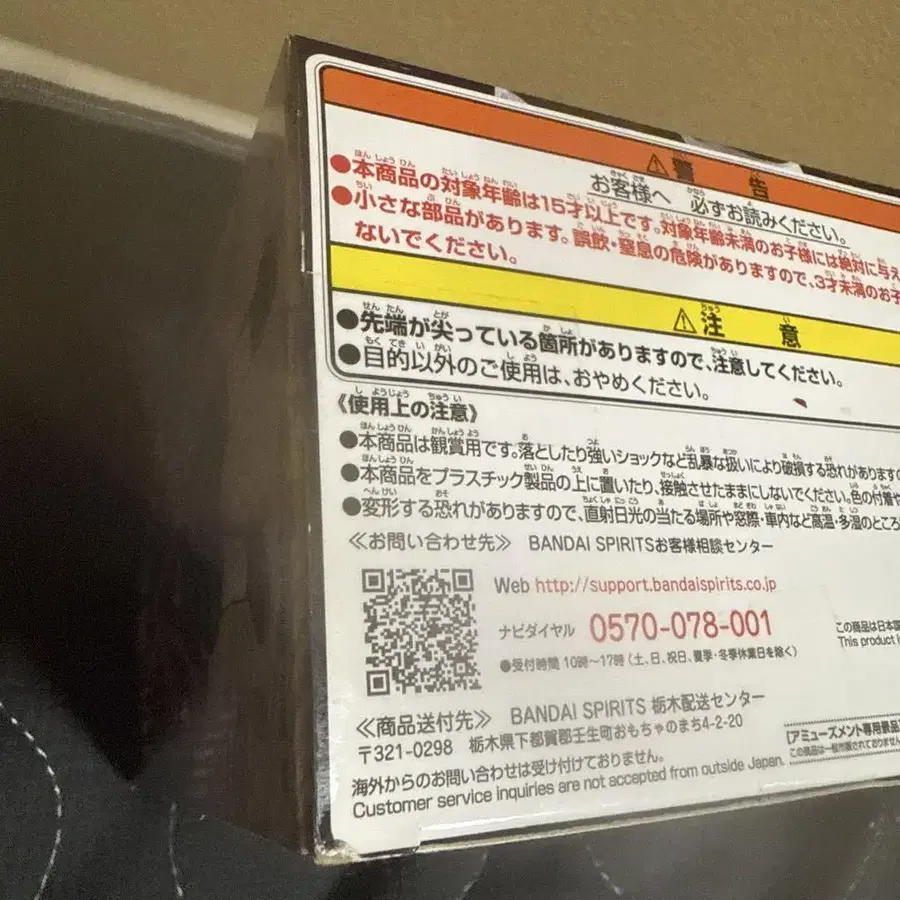 ⚠警告
お客様へ 必ずお読みください。
●本商品の対象年齢は15才以上です。対象年齢未満のお子様には絶対に与え
●小さな部品があります。誤飲・窒息の危険がありますので、3才未満のお子
ないでください。
⚠注意
●先端が尖っている箇所がありますので、注意してください。
●目的以外のご使用は、おやめください。
《使用上の注意》
●本商品は観賞用です。落としたり強いショックなど乱暴な扱いにより破損する恐れがあります
●本商品をプラスチック製品の上に置いたり、接触させたままにしないでください。色の付着や
●変形する恐れがありますので、直射日光の当たる場所や窓際・車内など高温・多湿のところ
≪お問い合わせ先≫ BANDAI SPIRITSお客様相談センター
Web http://support.bandaispirits.co.jp
ナビダイヤル 0570-078-001
●受付時間 10時〜17時(土、日、祝日、夏季・冬季休業日を除く)
この商品は日本国
This product i
≪商品送付先≫ BANDAI SPIRITS 栃木配送センター
〒321-0298 栃木県下都賀郡壬生町おもちゃのまち4-2-20
[アミューズメント専用景品
この商品は一般市販されておりません
海外からのお問い合わせは受け付けておりません。
Customer service inquiries are not accepted from outside Japan.